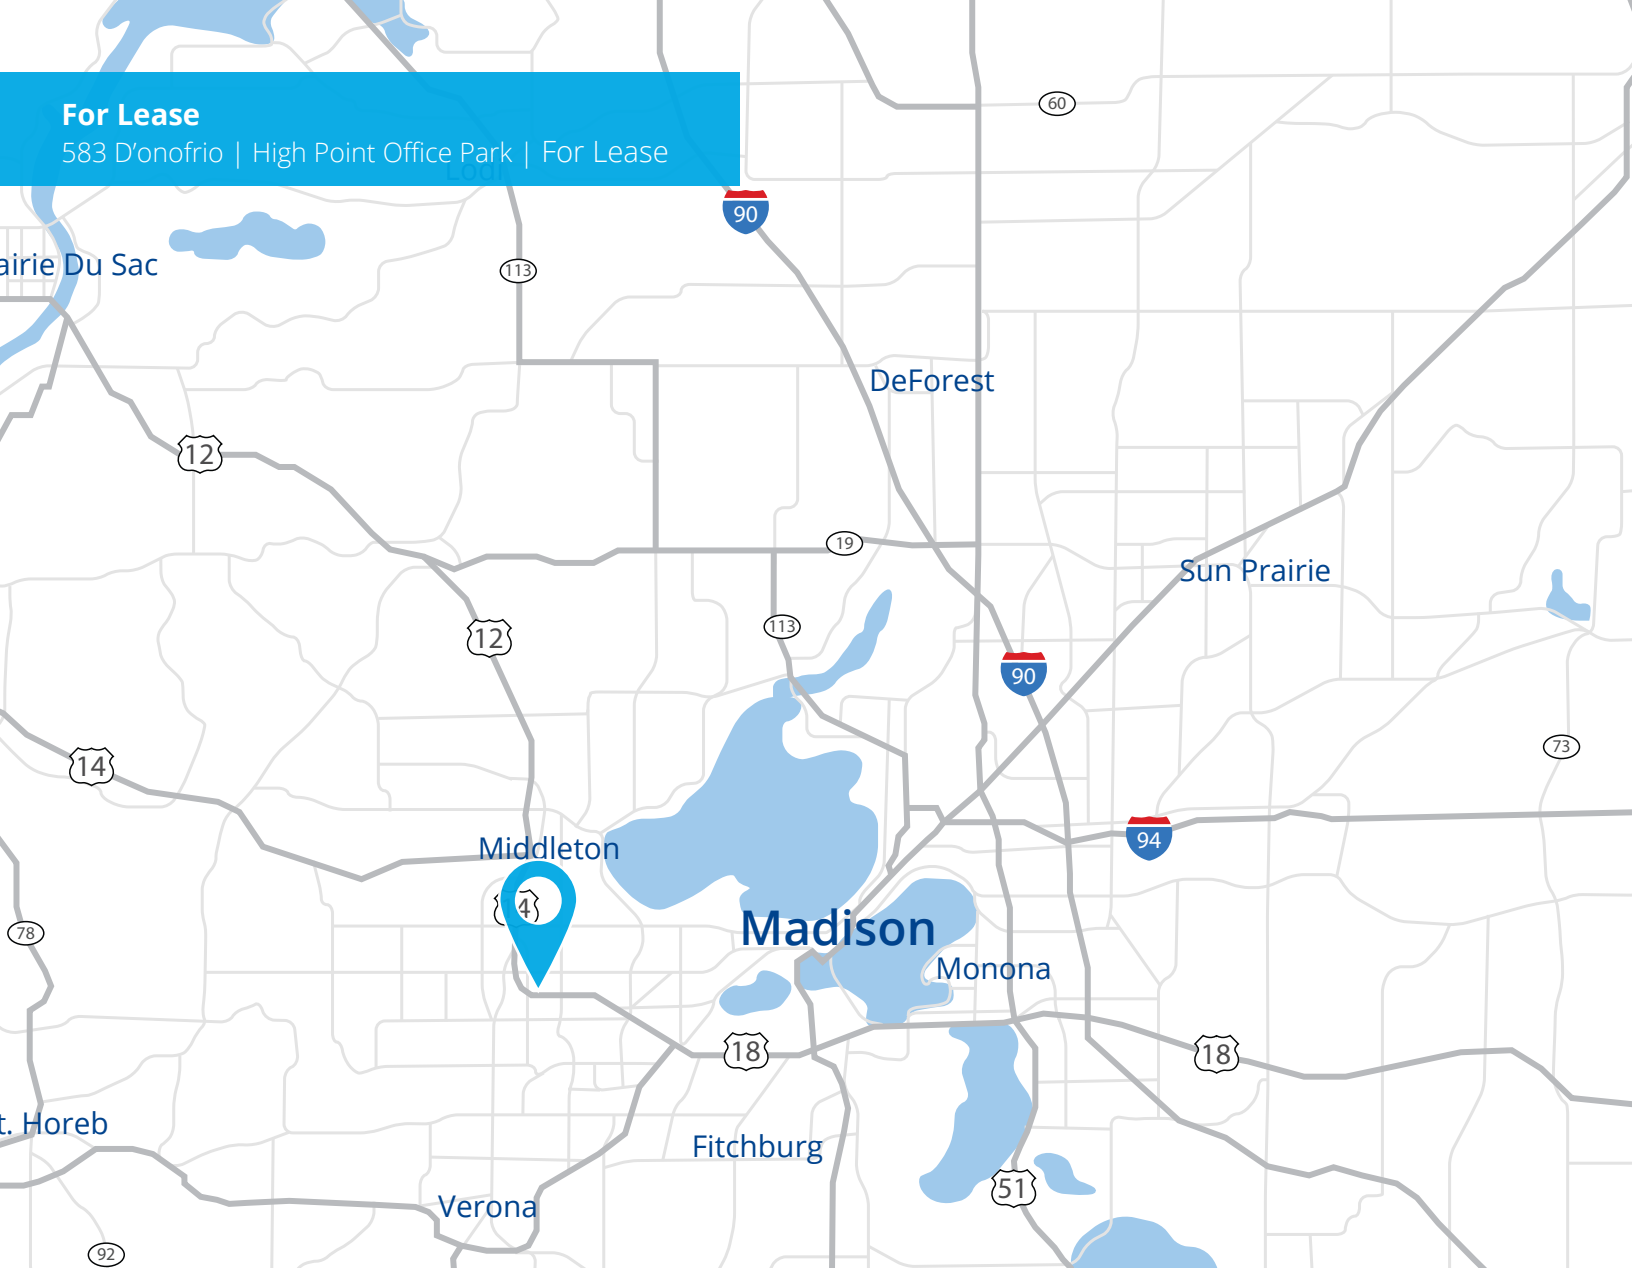 For Lease
583 D’onofrio | High Point Office Park | For Lease
Lodi
60
90
airie Du Sac
113
DeForest
12
19
Sun Prairie
12
113
90
14
73
94
Middleton
4
Madison
78
Monona
18
18
t. Horeb
Fitchburg
51
Verona
92